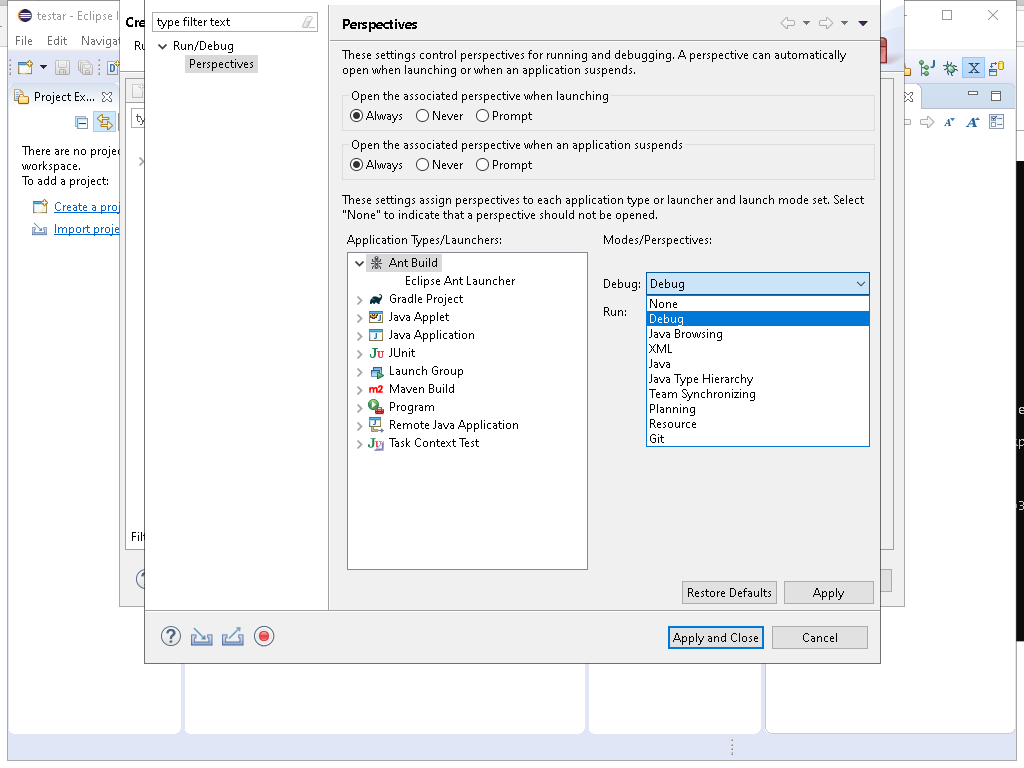 testar - Eclipse I
File Edit Navigat
Project Ex...
There are no proje
workspace.
To add a project:
Create a proj
Import proje
Cre
Ru
ty
Filt
type filter text
Run/Debug
Perspectives
Perspectives
These settings control perspectives for running and debugging. A perspective can automatically
open when launching or when an application suspends.
Open the associated perspective when launching
Always Never Prompt
Open the associated perspective when an application suspends
Always Never Prompt
These settings assign perspectives to each application type or launcher and launch mode set. Select
"None" to indicate that a perspective should not be opened.
Application Types/Launchers:
Ant Build
Eclipse Ant Launcher
Gradle Project
Java Applet
Java Application
JUnit
Launch Group
m2 Maven Build
Program
Remote Java Application
Task Context Test
Modes/Perspectives:
Debug: Debug
Run:
None
Debug
Java Browsing
XML
Java
Java Type Hierarchy
Team Synchronizing
Planning
Resource
Git
Restore Defaults Apply
Apply and Close Cancel